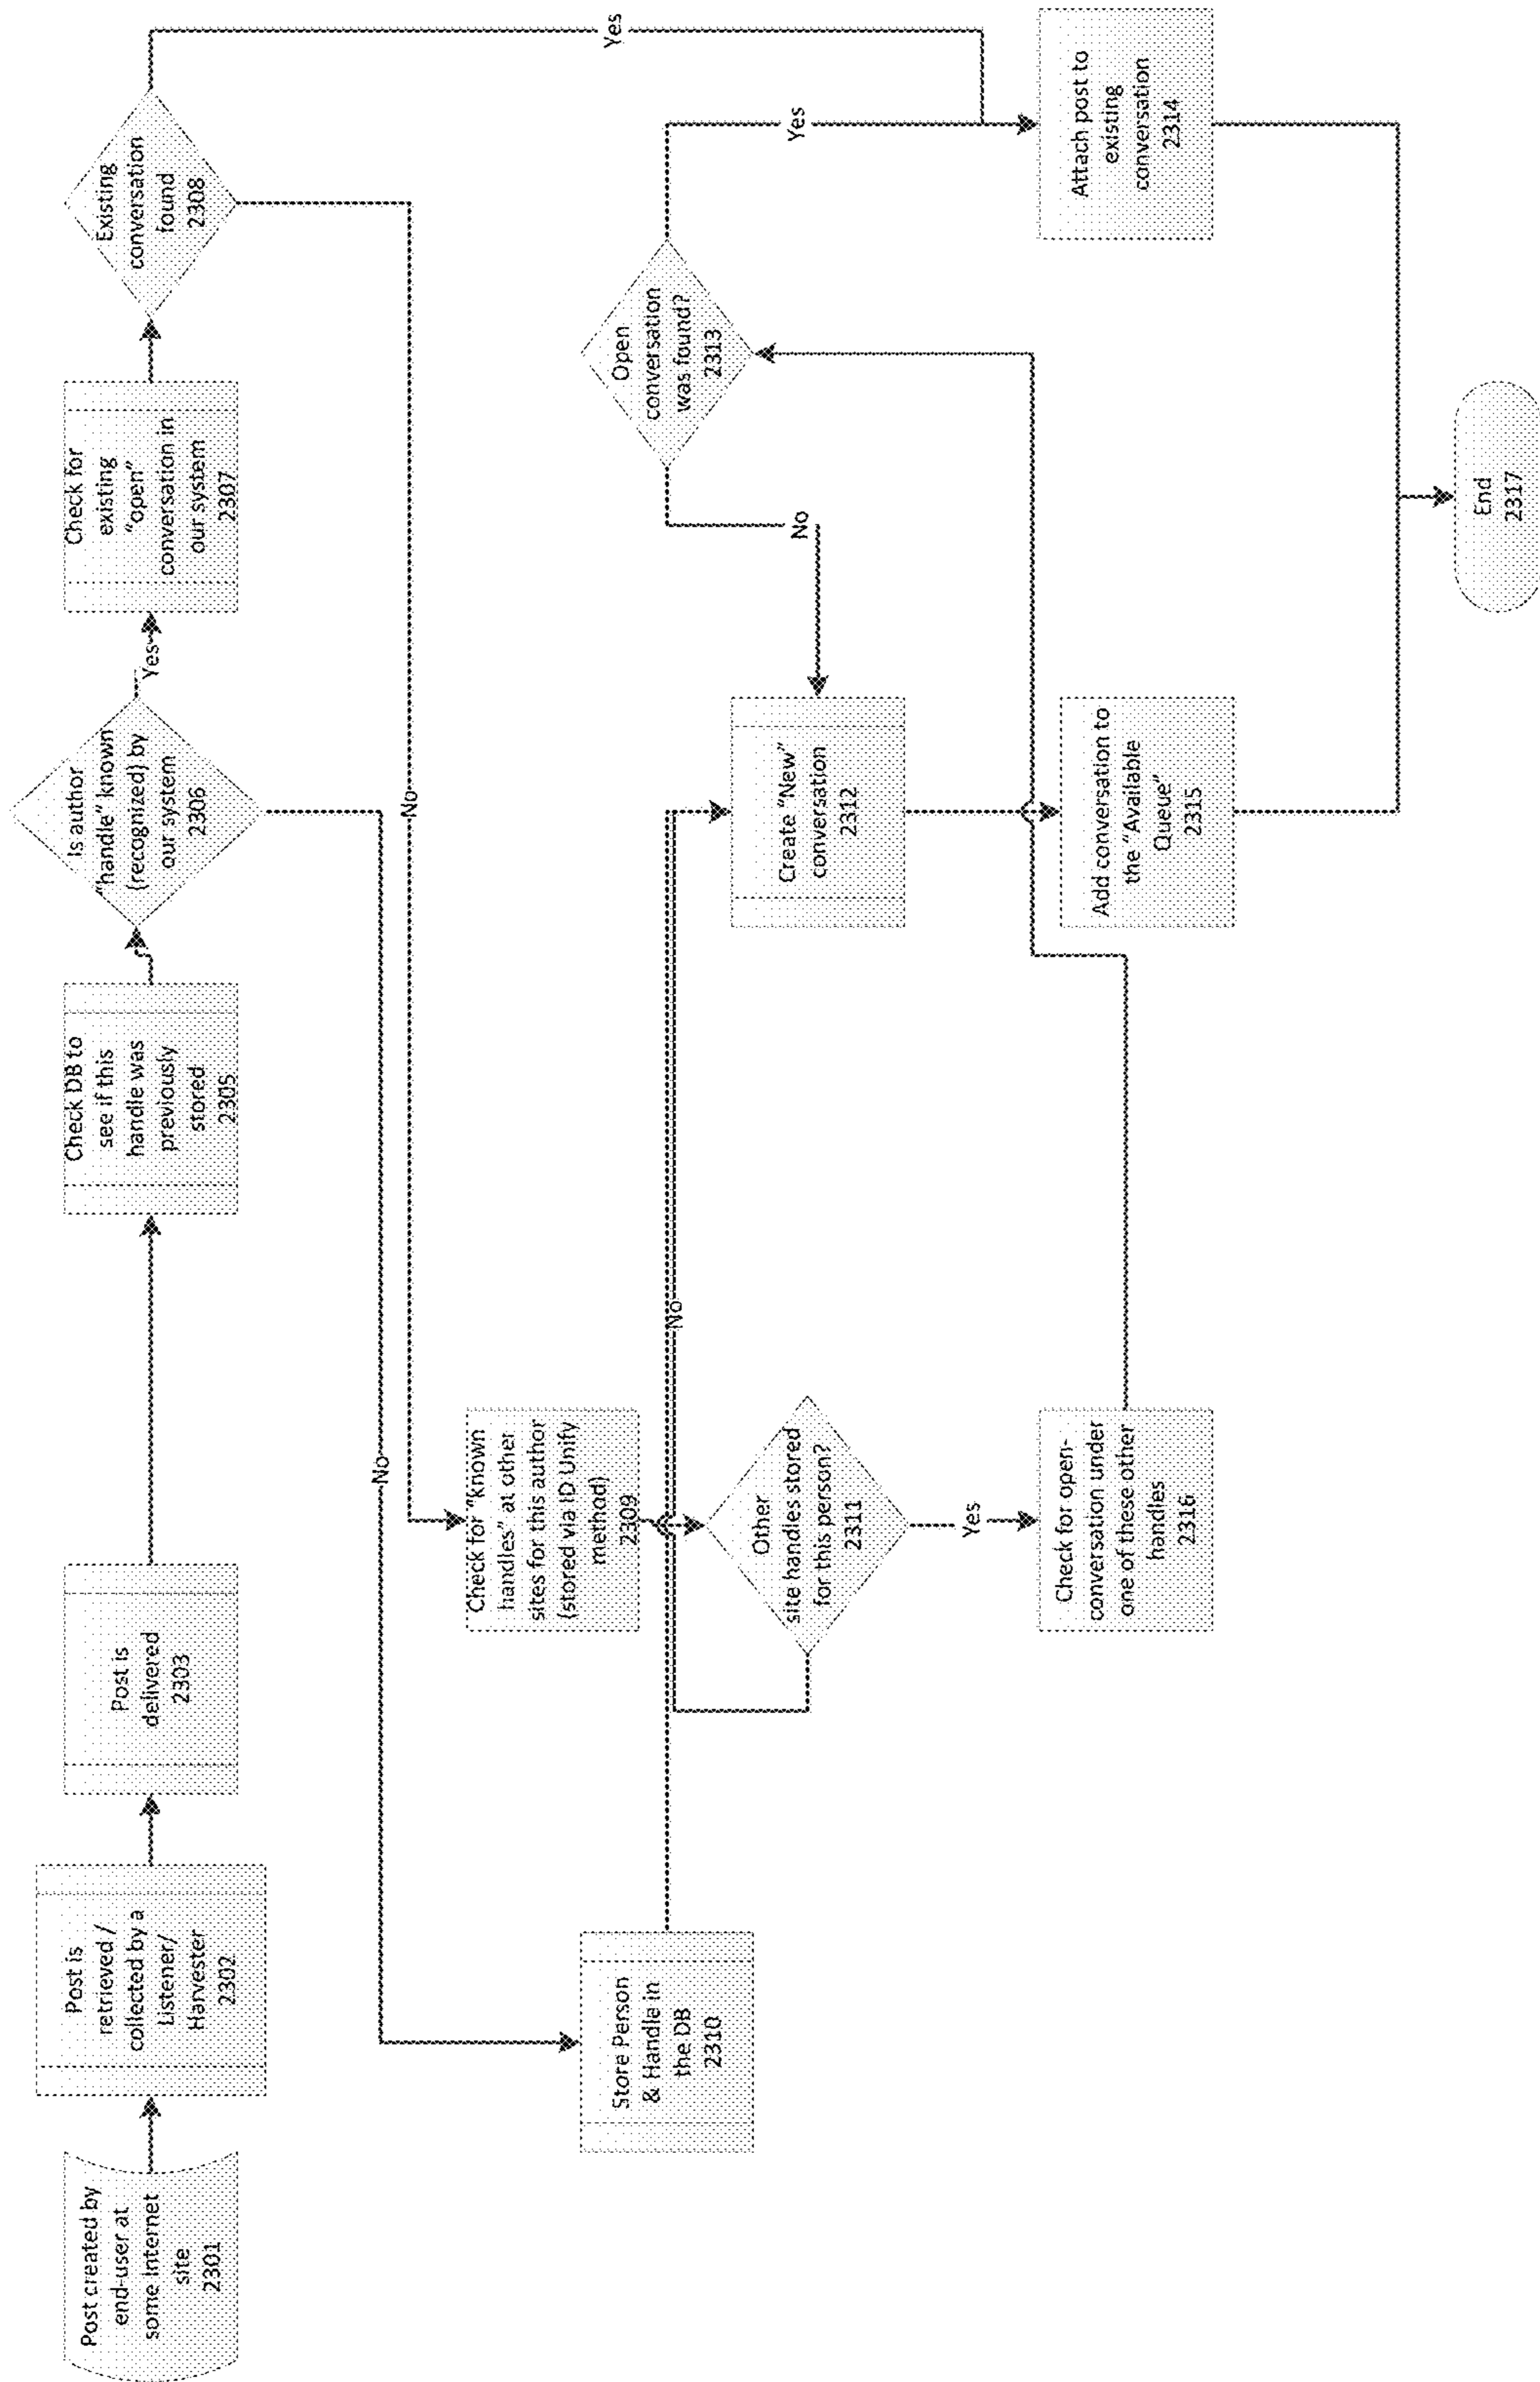 Post created by
end-user at
some Internet
site
2301
Post is
retrieved /
collected by a
Listener/
Harvester
2302
Post is
delivered
2303
Check DB to
see if this
handle was
previously
stored
2305
Is author
"handle" known
(recognized) by
our system
2306
Yes
Check for
existing
"open"
conversation in
our system
2307
Existing
conversation
found
2308
Yes
No
No
Store Person
& Handle in
the DB
2310
Check for "known
handles" at other
sites for this author
(stored via ID Unify
method)
2309
Other
site handles stored
for this person?
2311
No
Yes
Check for open-
conversation under
one of these other
handles
2316
Open
conversation
was found?
2313
No
Yes
Create "New"
conversation
2312
Add conversation to
the "Available
Queue"
2315
Attach post to
existing
conversation
2314
End
2317